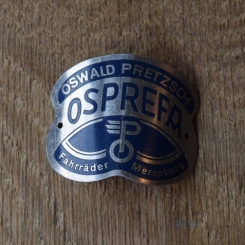 OSWALD PRETZSCH
OSPREFA
Fahrräder Merseburg